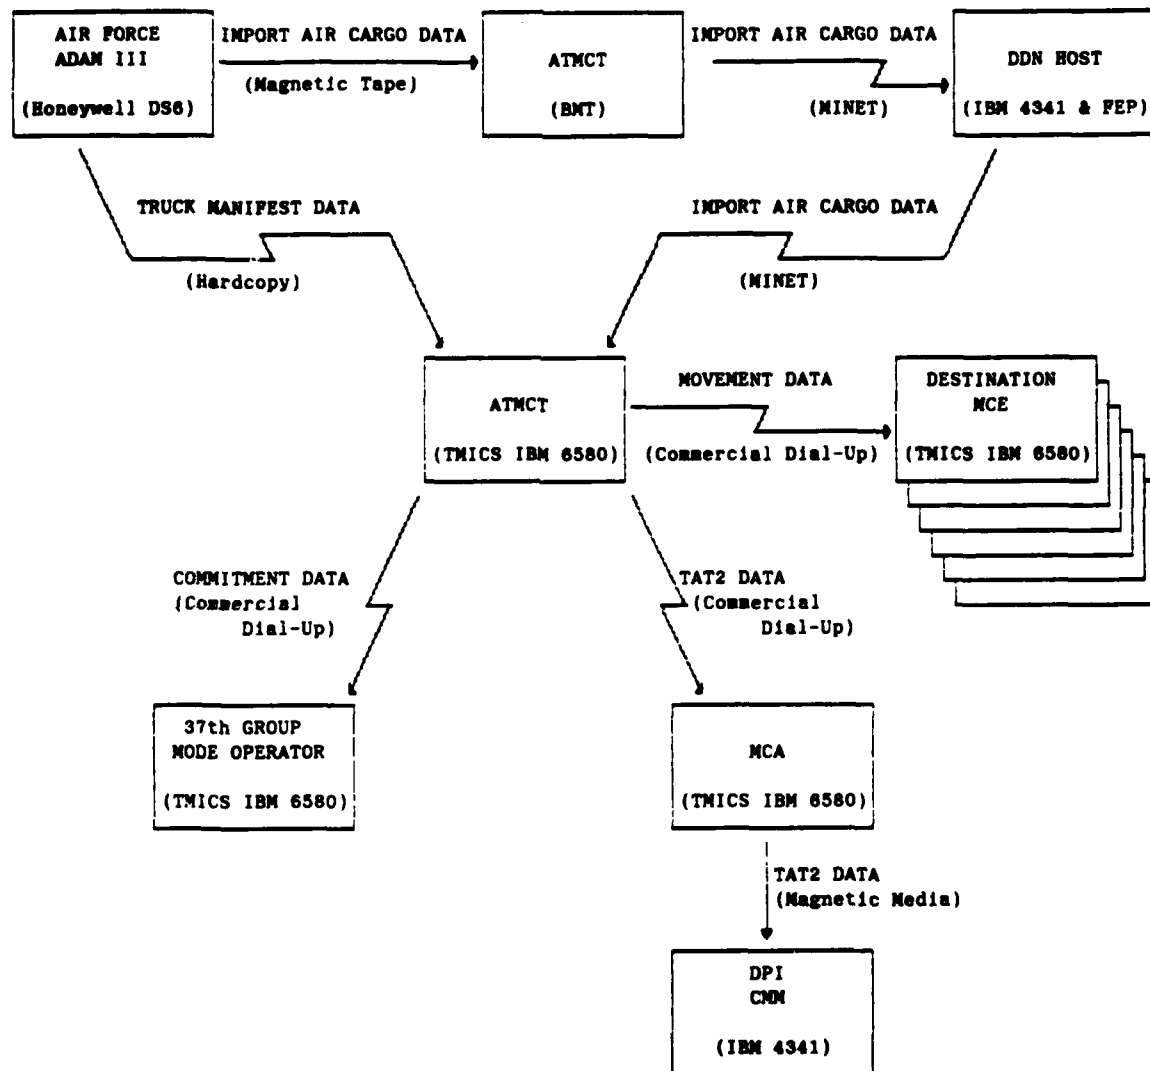 AIR FORCE
ADAM III
(Honeywell DS6)
IMPORT AIR CARGO DATA
(Magnetic Tape)
ATMCT
(BMT)
IMPORT AIR CARGO DATA
(MINET)
DDN HOST
(IBM 4341 & FEP)
TRUCK MANIFEST DATA
(Hardcopy)
IMPORT AIR CARGO DATA
(MINET)
ATMCT
(TMICS IBM 6580)
MOVEMENT DATA
(Commercial Dial-Up)
DESTINATION
MCE
(TMICS IBM 6580)
COMMITMENT DATA
(Commercial
Dial-Up)
TAT2 DATA
(Commercial
Dial-Up)
37th GROUP
MODE OPERATOR
(TMICS IBM 6580)
MCA
(TMICS IBM 6580)
TAT2 DATA
(Magnetic Media)
DPI
CMM
(IBM 4341)